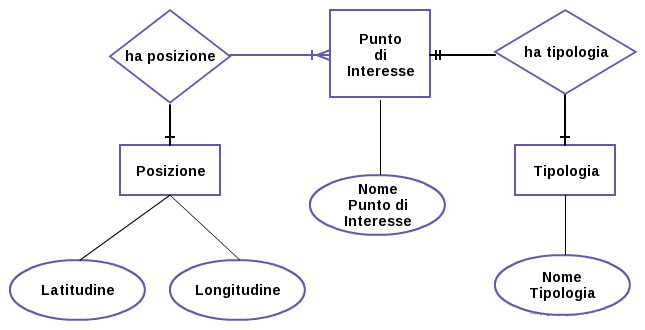 ha posizione
Punto
di
Interesse
ha tipologia
Posizione
Tipologia
Nome
Punto di
Interesse
Latitudine
Longitudine
Nome
Tipologia